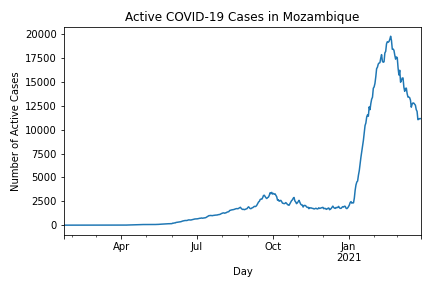 Active COVID-19 Cases in Mozambique
20000
17500
15000
12500
10000
7500
5000
2500
0
Number of Active Cases
Apr Jul Oct Jan
2021
Day